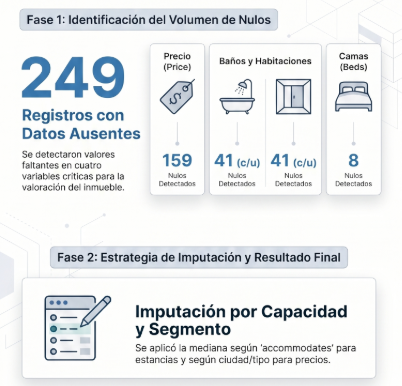 Fase 1: Identificación del Volumen de Nulos
249
Registros con
Datos Ausentes
Se detectaron valores
faltantes en cuatro
variables críticas para la
valoración del inmueble.
Precio
(Price)
159
Nulos
Detectados
Baños y Habitaciones
41 (c/u)
Nulos
Detectados
41 (c/u)
Nulos
Detectados
Camas
(Beds)
8
Nulos
Detectados
Fase 2: Estrategia de Imputación y Resultado Final
Imputación por Capacidad
y Segmento
Se aplicó la mediana según 'accommodates' para
estancias y según ciudad/tipo para precios.